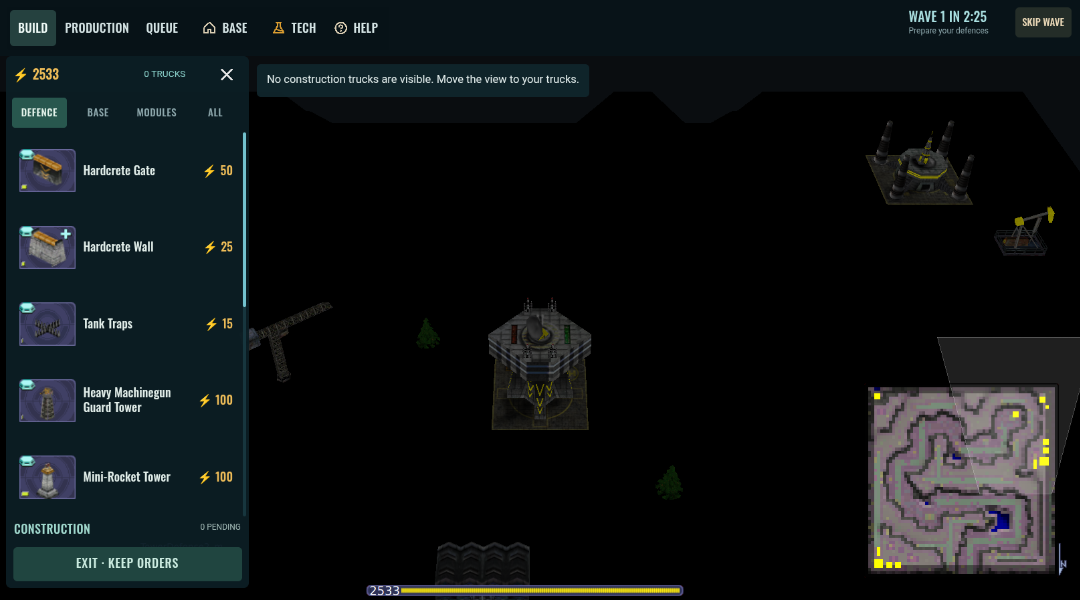 BUILD
PRODUCTION
QUEUE
BASE
TECH
HELP
WAVE 1 IN 2:25
Prepare your defences
SKIP WAVE
2533
0 TRUCKS
No construction trucks are visible. Move the view to your trucks.
DEFENCE
BASE
MODULES
ALL
Hardcrete Gate
50
Hardcrete Wall
25
Tank Traps
15
Heavy Machinegun
Guard Tower
100
Mini-Rocket Tower
100
CONSTRUCTION
0 PENDING
EXIT · KEEP ORDERS
2533
N